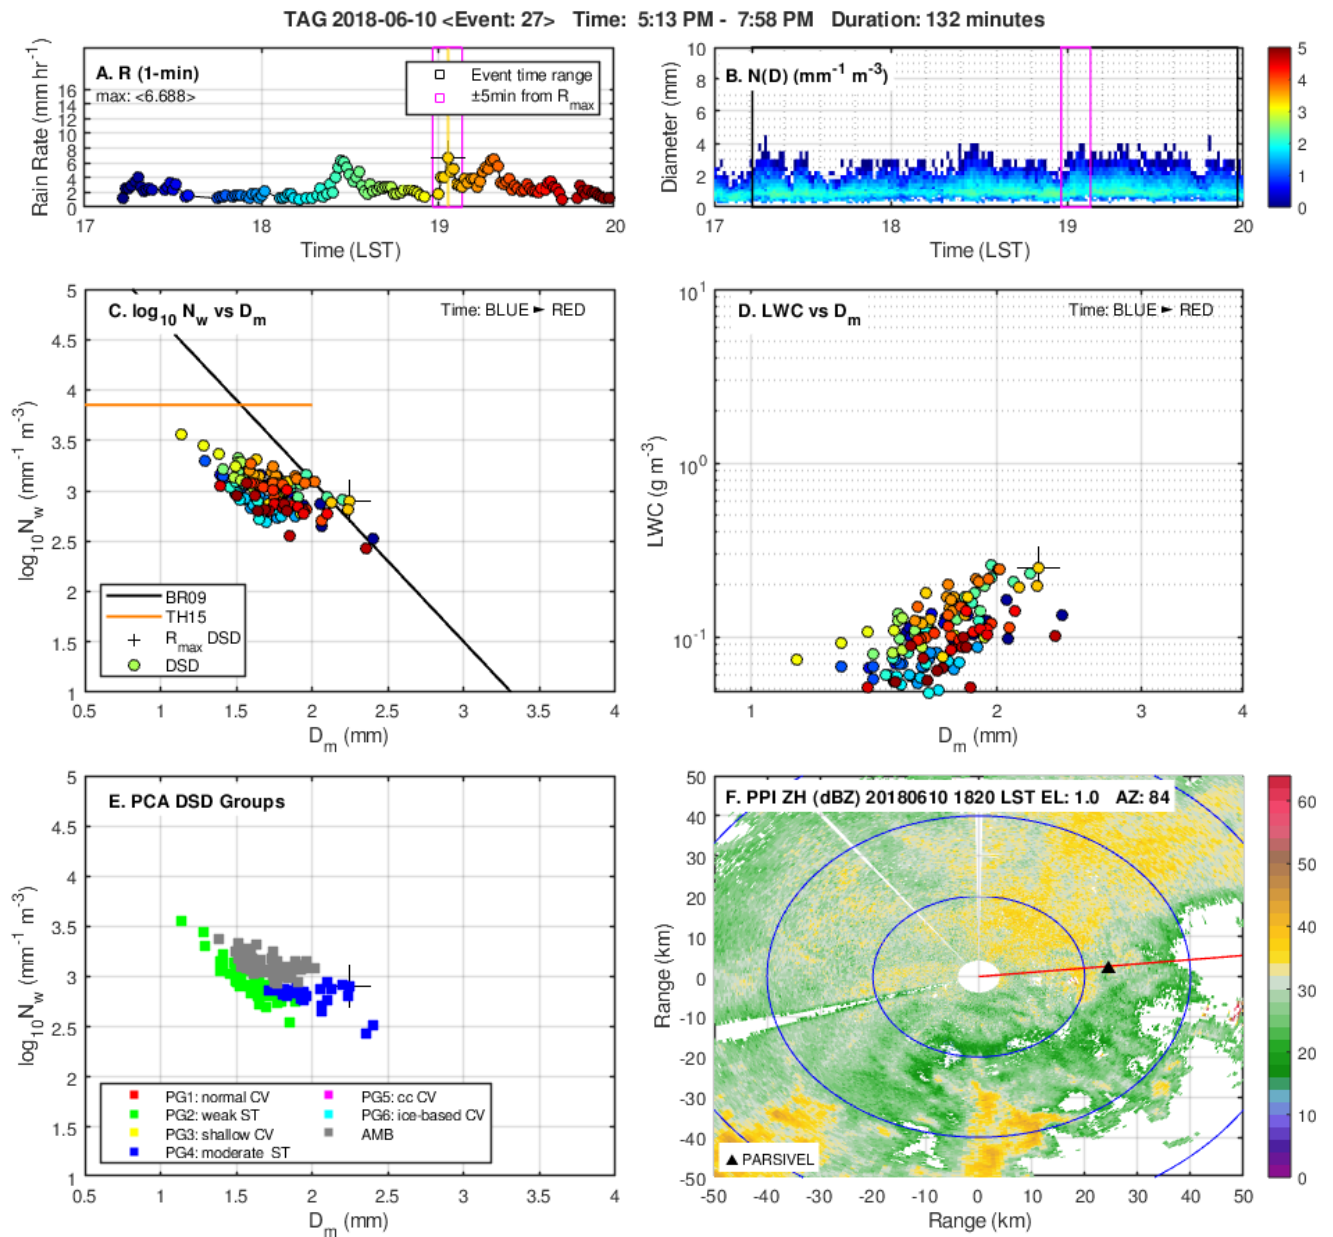 TAG 2018-06-10 <Event: 27>   Time:  5:13 PM -  7:58 PM   Duration: 132 minutes
A. R (1-min)
max: <6.688>
Event time range
±5min from Rmax
Rain Rate (mm hr-1)
16
12
10
8
6
4
2
0
17
18
19
20
Time (LST)
B. N(D) (mm-1 m-3)
Diameter (mm)
10
8
6
4
2
0
17
18
19
20
Time (LST)
5
4
3
2
1
0
C. log10 Nw vs Dm
Time: BLUE ► RED
log10Nw (mm-1 m-3)
5
4.5
4
3.5
3
2.5
2
1.5
1
BR09
TH15
Rmax DSD
DSD
0.5
1
1.5
2
2.5
3
3.5
4
Dm (mm)
D. LWC vs Dm
Time: BLUE ► RED
LWC (g m-3)
101
100
10-1
1
2
3
4
Dm (mm)
E. PCA DSD Groups
log10Nw (mm-1 m-3)
5
4.5
4
3.5
3
2.5
2
1.5
1
PG1: normal CV
PG2: weak ST
PG3: shallow CV
PG4: moderate ST
PG5: cc CV
PG6: ice-based CV
AMB
0.5
1
1.5
2
2.5
3
3.5
4
Dm (mm)
F. PPI ZH (dBZ) 20180610 1820 LST EL: 1.0   AZ: 84
Range (km)
50
40
30
20
10
0
-10
-20
-30
-40
-50
▲ PARSIVEL
-50
-40
-30
-20
-10
0
10
20
30
40
50
Range (km)
60
50
40
30
20
10
0